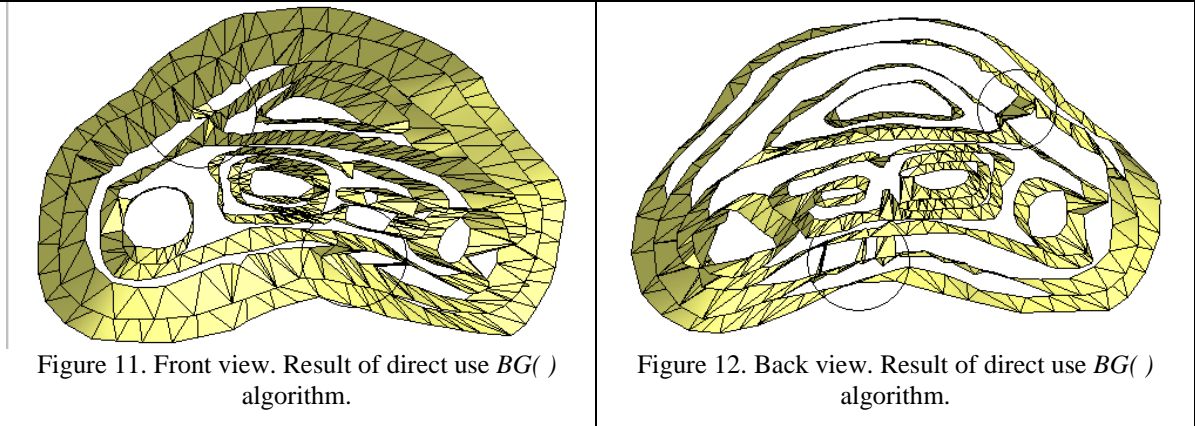 Figure 11. Front view. Result of direct use BG( )
algorithm.
Figure 12. Back view. Result of direct use BG( )
algorithm.